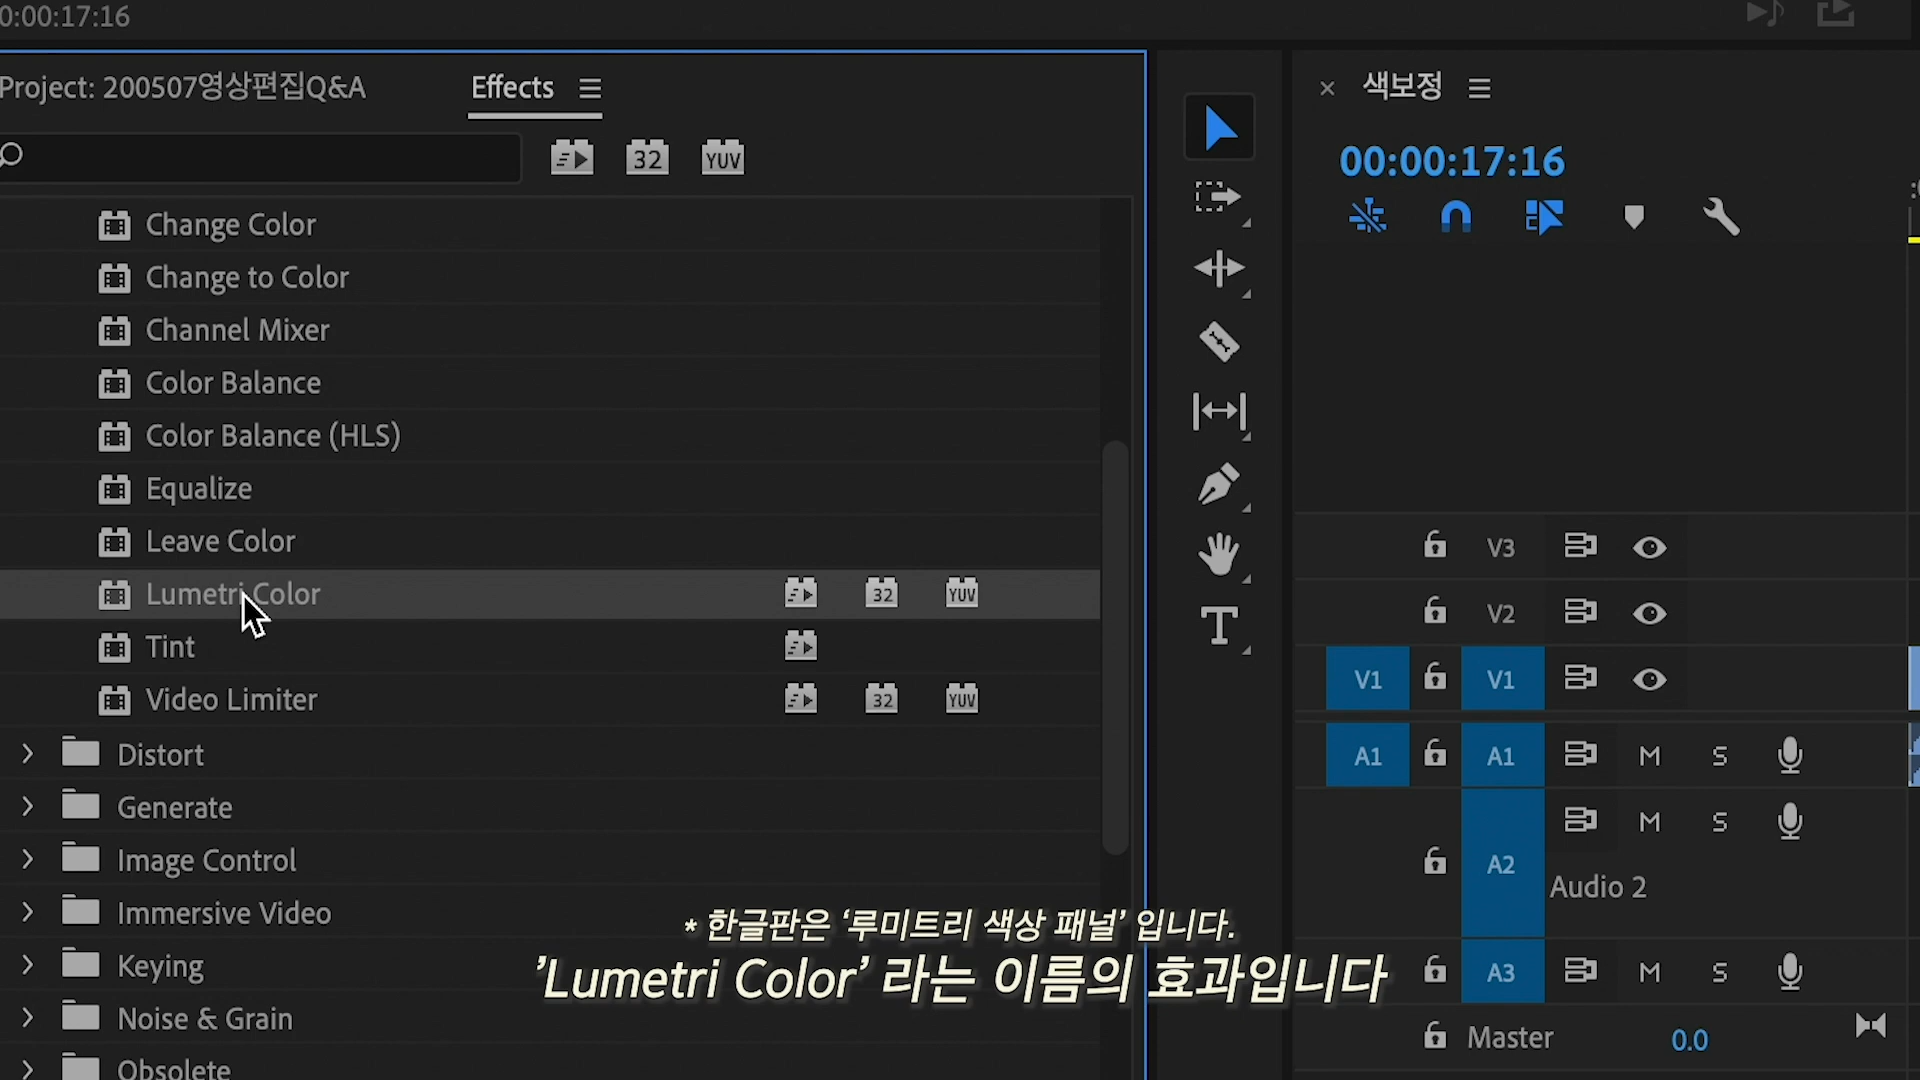 0:00:17:16
Project: 200507영상편집Q&A
Effects
32
YUV
Change Color
Change to Color
Channel Mixer
Color Balance
Color Balance (HLS)
Equalize
Leave Color
Lumetri Color
32
YUV
Tint
Video Limiter
32
YUV
Distort
Generate
Image Control
Immersive Video
Keying
Noise & Grain
Obsolete
색보정
00:00:17:16
V3
V2
V1 V1
A1 A1 M S
A2 M S
Audio 2
A3 M S
Master 0.0
* 한글판은 ‘루미트리 색상 패널’ 입니다.
’Lumetri Color’ 라는 이름의 효과입니다